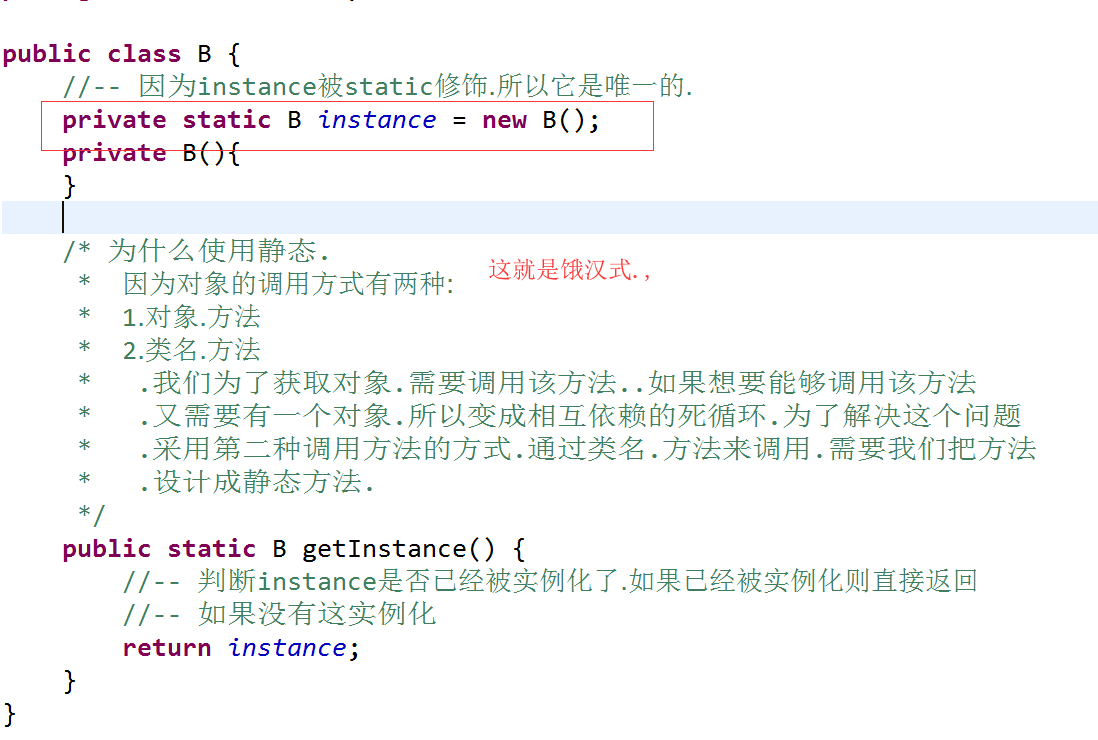 public class B {
//-- 因为instance被static修饰.所以它是唯一的.
private static B instance = new B();
private B(){
}
/* 为什么使用静态.
* 因为对象的调用方式有两种:
这就是饿汉式.,
* 1.对象.方法
* 2.类名.方法
* .我们为了获取对象.需要调用该方法..如果想要能够调用该方法
* .又需要有一个对象.所以变成相互依赖的死循环.为了解决这个问题
* .采用第二种调用方法的方式.通过类名.方法来调用.需要我们把方法
* .设计成静态方法.
*/
public static B getInstance() {
//-- 判断instance是否已经被实例化了.如果已经被实例化则直接返回
//-- 如果没有这实例化
return instance;
}
}